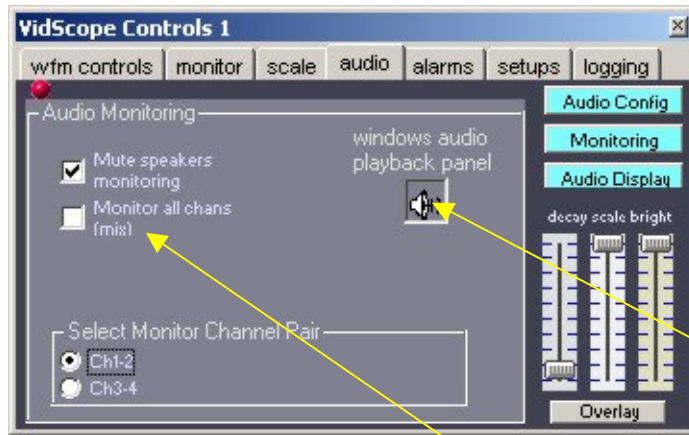 VidScope Controls 1
wfm controls monitor scale audio alarms setups logging
Audio Monitoring
Mute speakers
monitoring
Monitor all chans
(mix)
windows audio
playback panel
Select Monitor Channel Pair
Ch1-2
Ch3-4
Audio Config
Monitoring
Audio Display
decay scale bright
Overlay